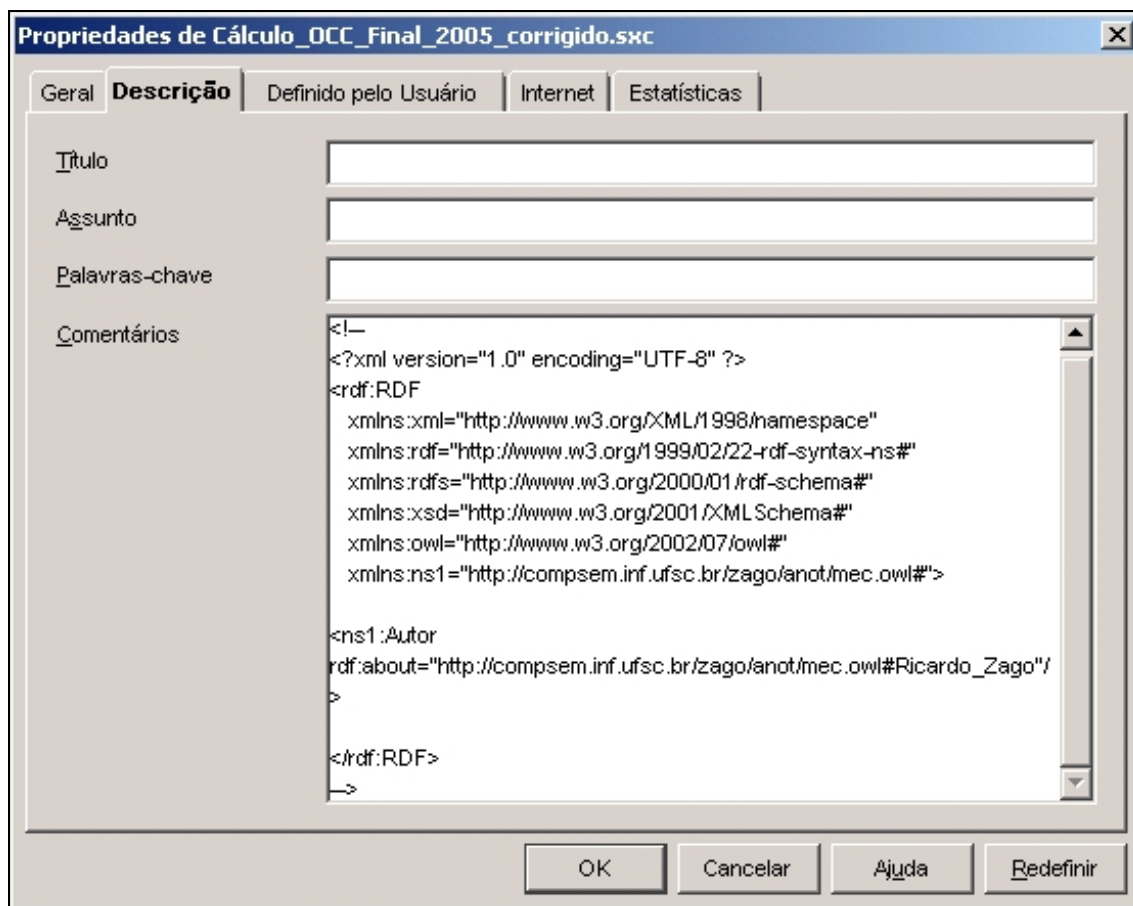 Propriedades de Cálculo_OCC_Final_2005_corrigido.sxc
Geral Descrição Definido pelo Usuário Internet Estatísticas
Título
Assunto
Palavras-chave
Comentários
<!--
<?xml version="1.0" encoding="UTF-8" ?>
<rdf:RDF
xmlns:xml="http://www.w3.org/XML/1998/namespace"
xmlns:rdf="http://www.w3.org/1999/02/22-rdf-syntax-ns#"
xmlns:rdfs="http://www.w3.org/2000/01/rdf-schema#"
xmlns:xsd="http://www.w3.org/2001/XMLSchema#"
xmlns:owl="http://www.w3.org/2002/07/owl#"
xmlns:ns1="http://compsem.inf.ufsc.br/zago/anot/mec.owl#">
<ns1:Autor
rdf:about="http://compsem.inf.ufsc.br/zago/anot/mec.owl#Ricardo_Zago"/
>
</rdf:RDF>
-->
OK Cancelar Ajuda Redefinir